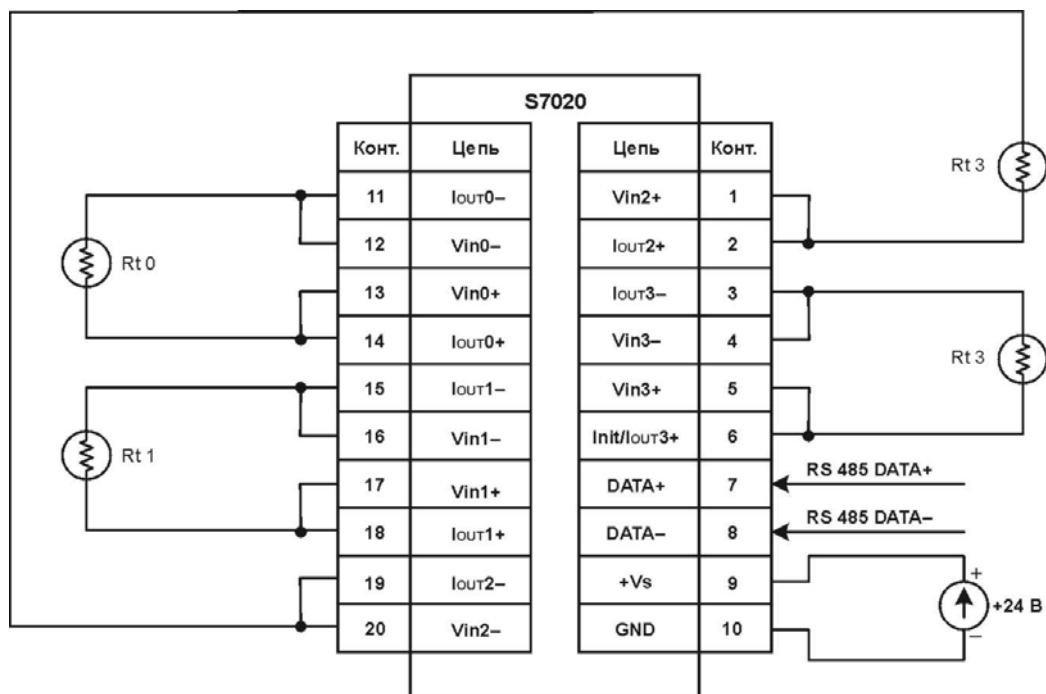 S7020
Конт. Цепь Цепь Конт.
11 IOUT0– Vin2+ 1
12 Vin0– IOUT2+ 2
13 Vin0+ IOUT3– 3
14 IOUT0+ Vin3– 4
15 IOUT1– Vin3+ 5
16 Vin1– Init/IOUT3+ 6
17 Vin1+ DATA+ 7
18 IOUT1+ DATA– 8
19 IOUT2– +Vs 9
20 Vin2– GND 10
Rt 0
Rt 1
Rt 3
Rt 3
RS 485 DATA+
RS 485 DATA–
+
+24 В
–